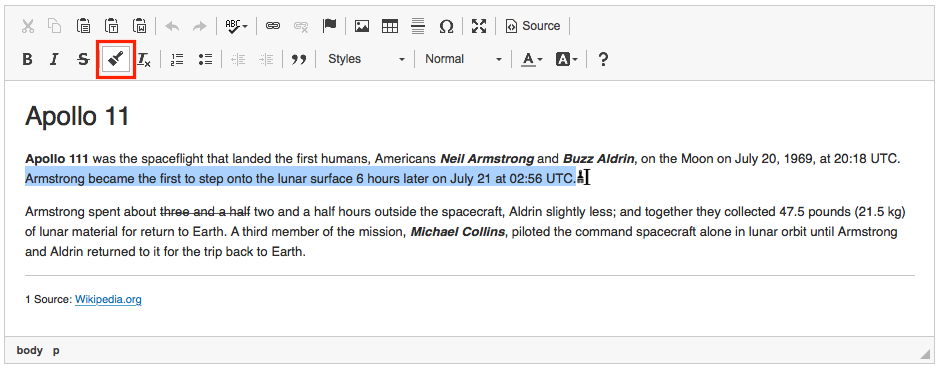 ABC Source
B I S Tx Styles Normal A A ?
Apollo 11
Apollo 111 was the spaceflight that landed the first humans, Americans Neil Armstrong and Buzz Aldrin, on the Moon on July 20, 1969, at 20:18 UTC.
Armstrong became the first to step onto the lunar surface 6 hours later on July 21 at 02:56 UTC.
Armstrong spent about three and a half two and a half hours outside the spacecraft, Aldrin slightly less; and together they collected 47.5 pounds (21.5 kg)
of lunar material for return to Earth. A third member of the mission, Michael Collins, piloted the command spacecraft alone in lunar orbit until Armstrong
and Aldrin returned to it for the trip back to Earth.
1 Source: Wikipedia.org
body p